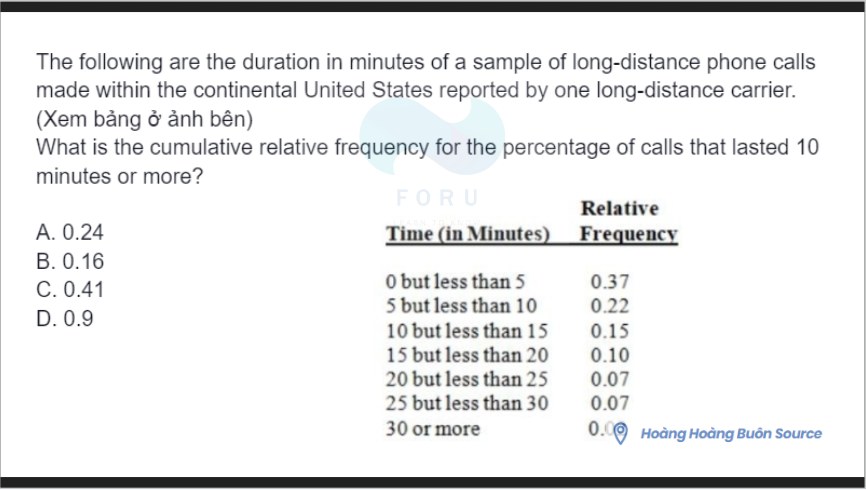 The following are the duration in minutes of a sample of long-distance phone calls
made within the continental United States reported by one long-distance carrier.
(Xem bảng ở ảnh bên)
What is the cumulative relative frequency for the percentage of calls that lasted 10
minutes or more?
FORU
A. 0.24
B. 0.16
C. 0.41
D. 0.9
Time (in Minutes) Relative Frequency
0 but less than 5 0.37
5 but less than 10 0.22
10 but less than 15 0.15
15 but less than 20 0.10
20 but less than 25 0.07
25 but less than 30 0.07
30 or more
Hoàng Hoàng Buôn Source